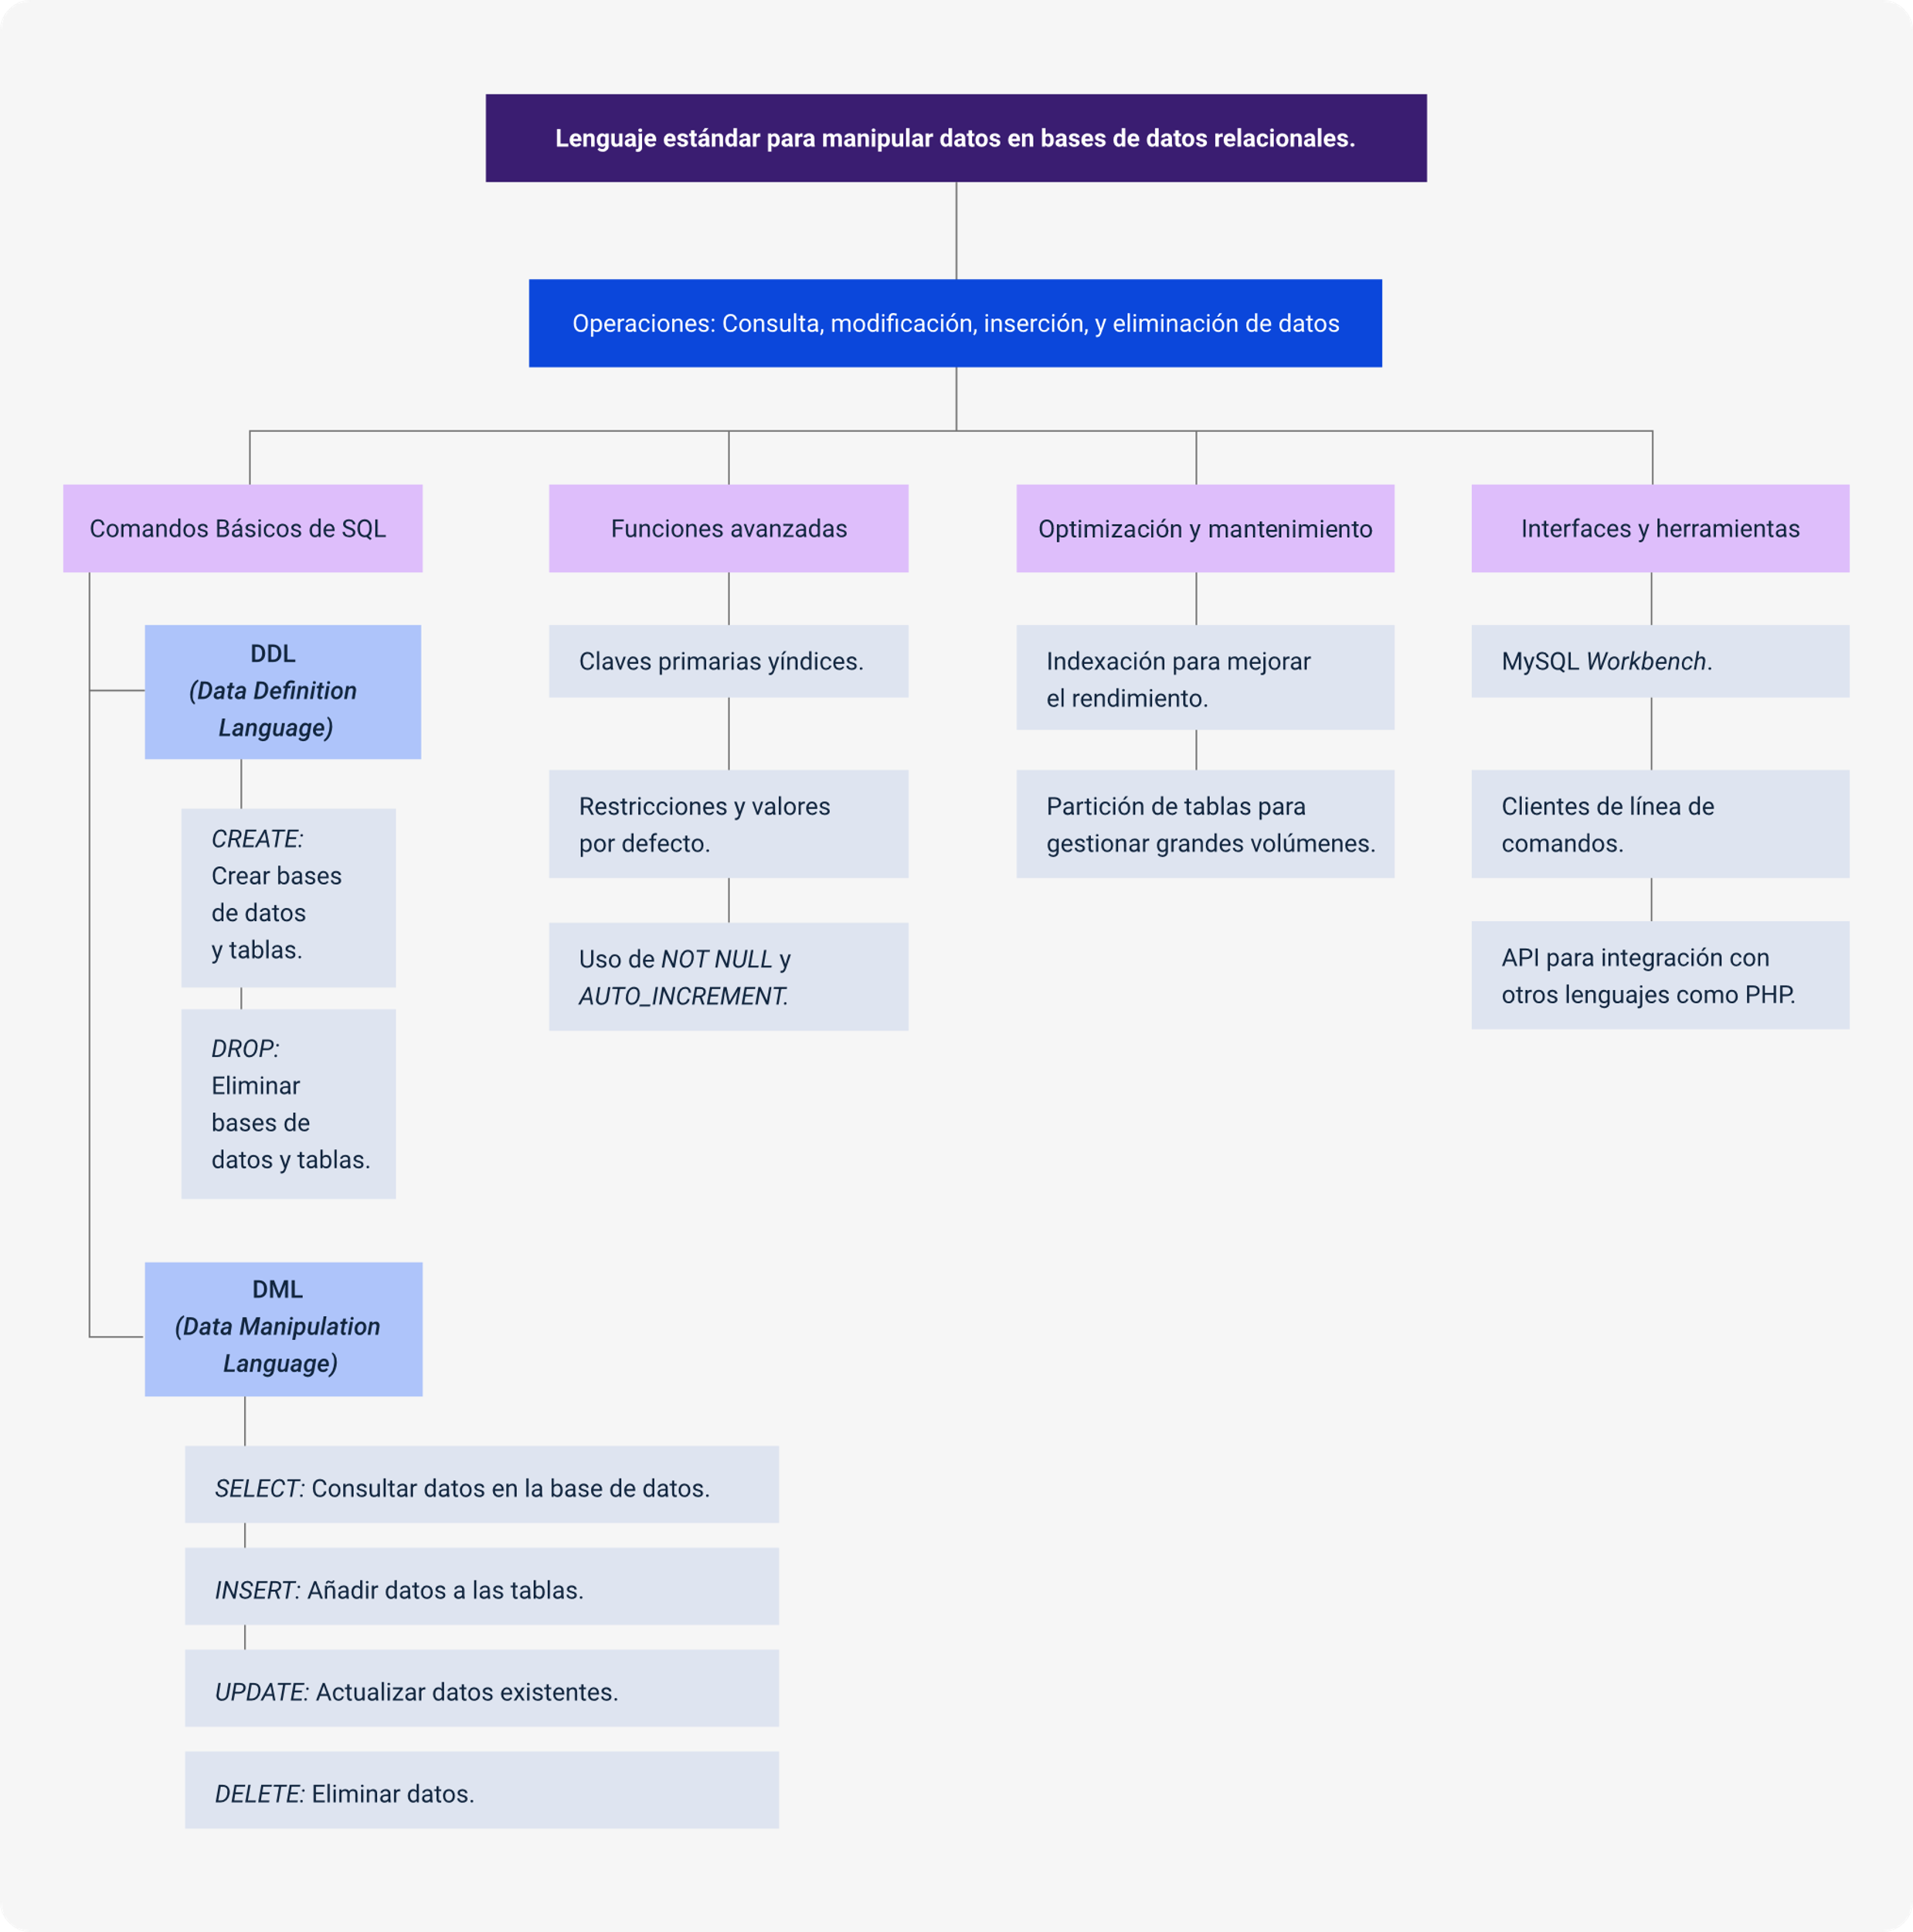 Lenguaje estándar para manipular datos en bases de datos relacionales.
Operaciones: Consulta, modificación, inserción, y eliminación de datos
Comandos Básicos de SQL
DDL
(Data Definition
Language)
CREATE:
Crear bases
de datos
y tablas.
DROP:
Eliminar
bases de
datos y tablas.
DML
(Data Manipulation
Language)
SELECT: Consultar datos en la base de datos.
INSERT: Añadir datos a las tablas.
UPDATE: Actualizar datos existentes.
DELETE: Eliminar datos.
Funciones avanzadas
Claves primarias yíndices.
Restricciones y valores
por defecto.
Uso de NOT NULL y
AUTO_INCREMENT.
Optimización y mantenimiento
Indexación para mejorar
el rendimiento.
Partición de tablas para
gestionar grandes volúmenes.
Interfaces y herramientas
MySQL Workbench.
Clientes de línea de
comandos.
API para integración con
otros lenguajes como PHP.